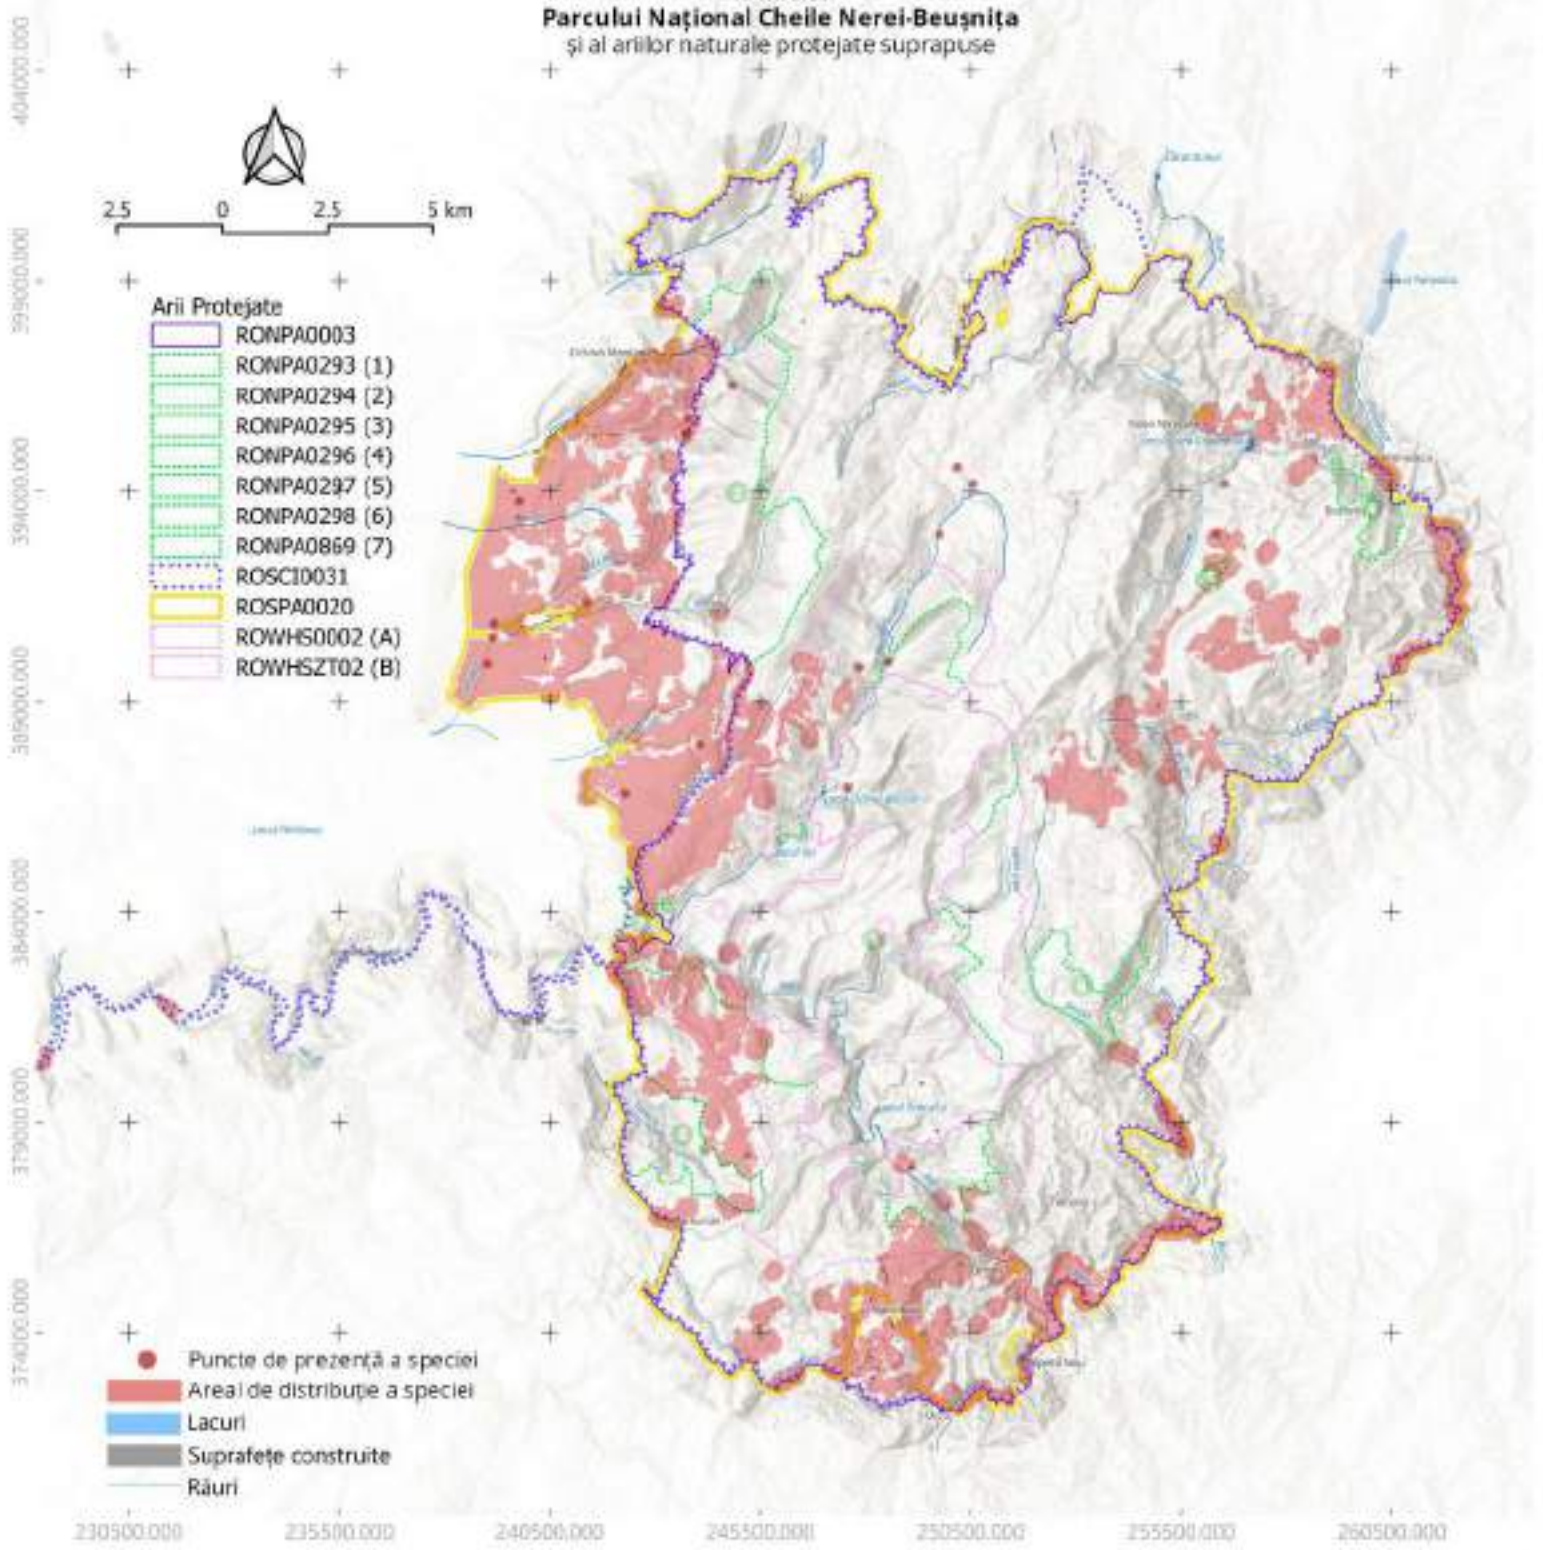 Parcului Național Cheile Nerei-Beușnița
și al ariilor naturale protejate suprapuse
404000.000
2.5 0 2.5 5 km
399000.000
Arii Protejate
RONPA0003
RONPA0293 (1)
RONPA0294 (2)
RONPA0295 (3)
RONPA0296 (4)
RONPA0297 (5)
RONPA0298 (6)
RONPA0869 (7)
ROSCI0031
ROSPA0020
ROWHS0002 (A)
ROWHSZT02 (B)
394000.000
389000.000
384000.000
379000.000
374000.000
Puncte de prezență a speciei
Areal de distribuție a speciei
Lacuri
Suprafețe construite
Râuri
230500.000 235500.000 240500.000 245500.000 250500.000 255500.000 260500.000